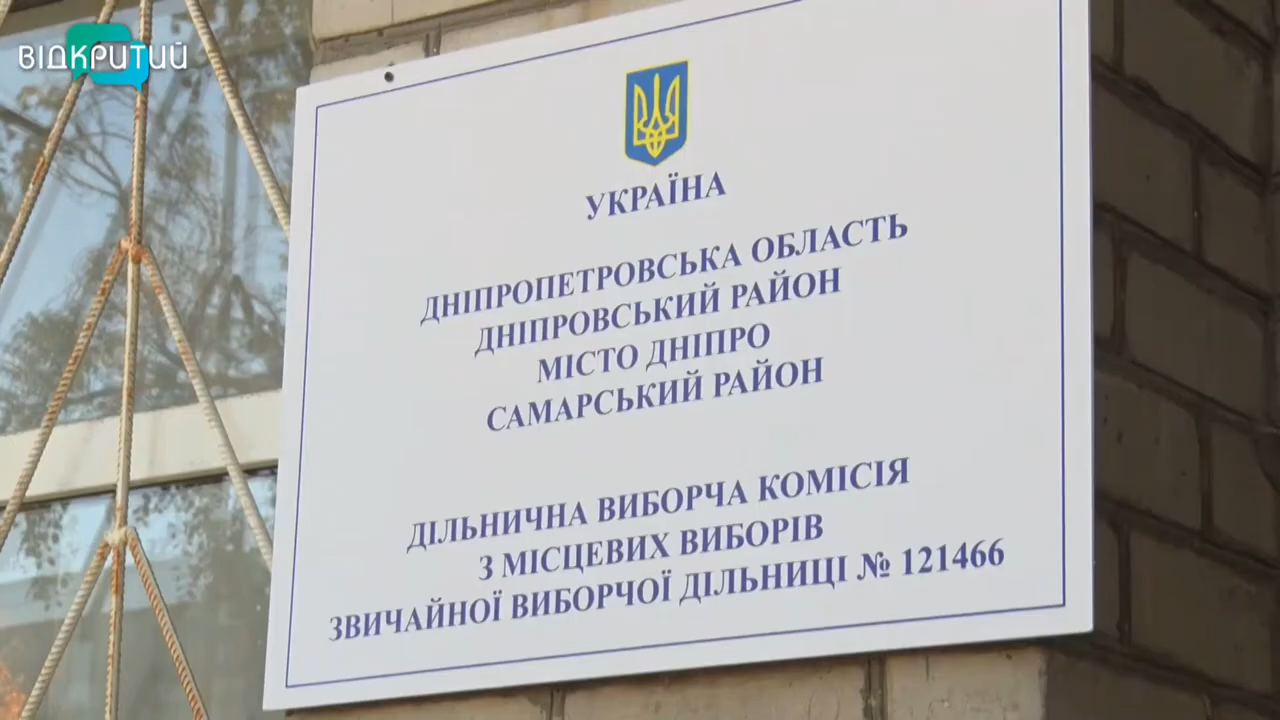 ВІДКРИТИЙ
УКРАЇНА
ДНІПРОПЕТРОВСЬКА ОБЛАСТЬ
ДНІПРОВСЬКИЙ РАЙОН
МІСТО ДНІПРО
САМАРСЬКИЙ РАЙОН
ДІЛЬНИЧНА ВИБОРЧА КОМІСІЯ
З МІСЦЕВИХ ВИБОРІВ
ЗВИЧАЙНОЇ ВИБОРЧОЇ ДІЛЬНИЦІ № 121466